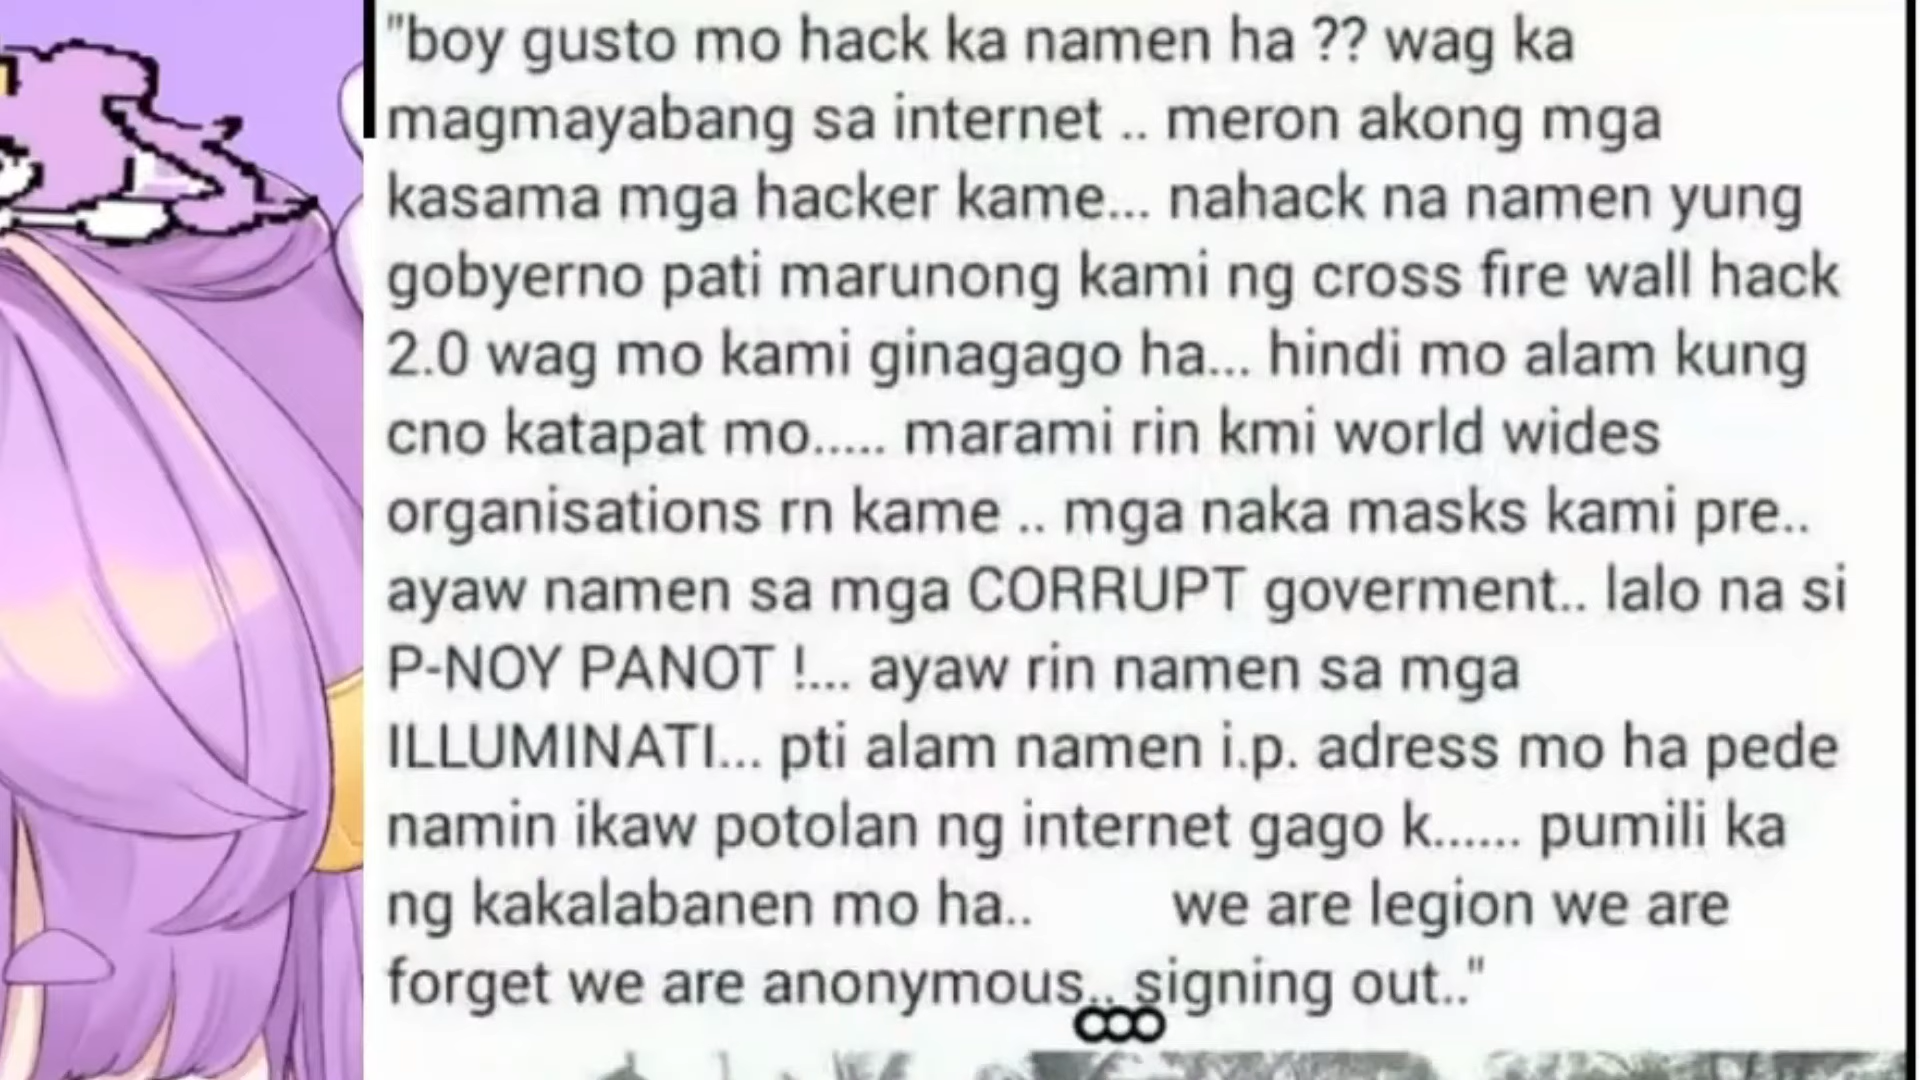 "boy gusto mo hack ka namen ha ?? wag ka
magmayabang sa internet .. meron akong mga
kasama mga hacker kame... nahack na namen yung
gobyerno pati marunong kami ng cross fire wall hack
2.0 wag mo kami ginagago ha... hindi mo alam kung
cno katapat mo..... marami rin kmi world wides
organisations rn kame .. mga naka masks kami pre..
ayaw namen sa mga CORRUPT goverment.. lalo na si
P-NOY PANOT !... ayaw rin namen sa mga
ILLUMINATI... pti alam namen i.p. adress mo ha pede
namin ikaw potolan ng internet gago k...... pumili ka
ng kakalabanen mo ha.. we are legion we are
forget we are anonymous.. signing out.."